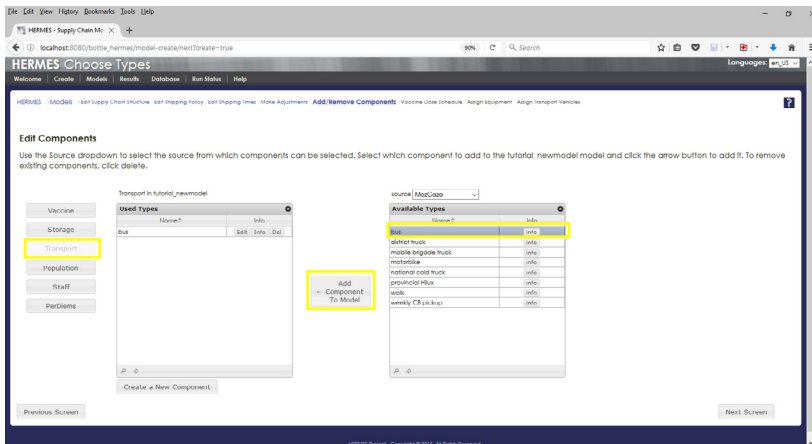 File Edit View History Bookmarks Tools Help
HERMES - Supply Chain Mo
localhost:8080/bottle_hermes/model-create/next?create=true
90%
Search
HERMES Choose Types
Languages: en_US
Welcome Create Models Results Database Run Status Help
HERMES Models Edit Supply Chain Structure Edit Shipping Policy Edit Shipping Times Make Adjustments Add/Remove Components Vaccine Dose Schedule Assign Equipment Assign Transport Vehicles
?
Edit Components
Use the Source dropdown to select the source from which components can be selected. Select which component to add to the tutorial_newmodel model and click the arrow button to add it. To remove
existing components, click delete.
Transport in tutorial_newmodel
source MozGaza
Vaccine
Storage
Transport
Population
Staff
PerDiems
Used Types
Name
Info
bus Edit Info Del
Add
← Component
To Model
Available Types
Name
Info
bus info
district truck info
mobile brigade truck info
motorbike info
national cold truck info
provincial Hilux info
walk info
weekly CB pickup info
Create a New Component
Previous Screen
Next Screen